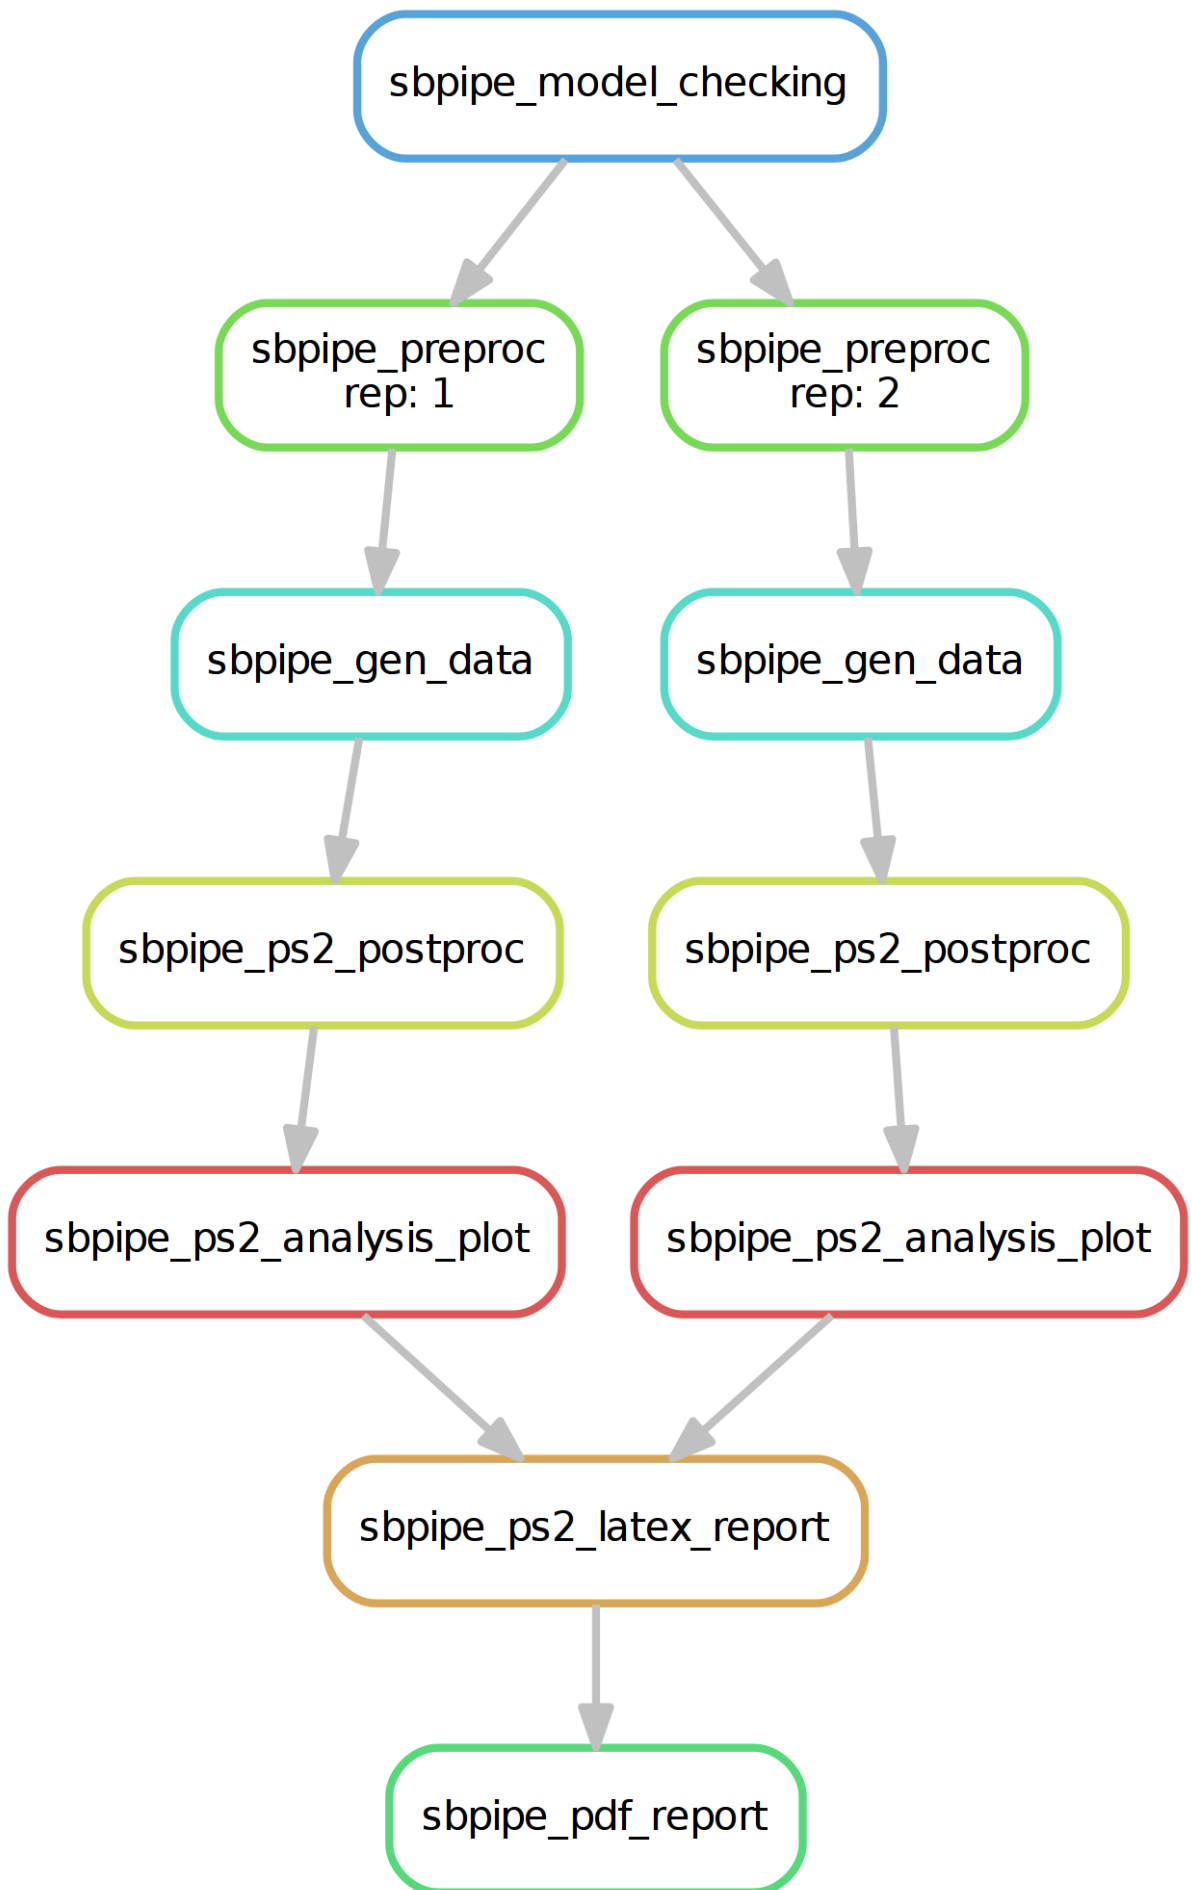 sbpipe_model_checking
sbpipe_preproc
rep: 1
sbpipe_preproc
rep: 2
sbpipe_gen_data
sbpipe_gen_data
sbpipe_ps2_postproc
sbpipe_ps2_postproc
sbpipe_ps2_analysis_plot
sbpipe_ps2_analysis_plot
sbpipe_ps2_latex_report
sbpipe_pdf_report